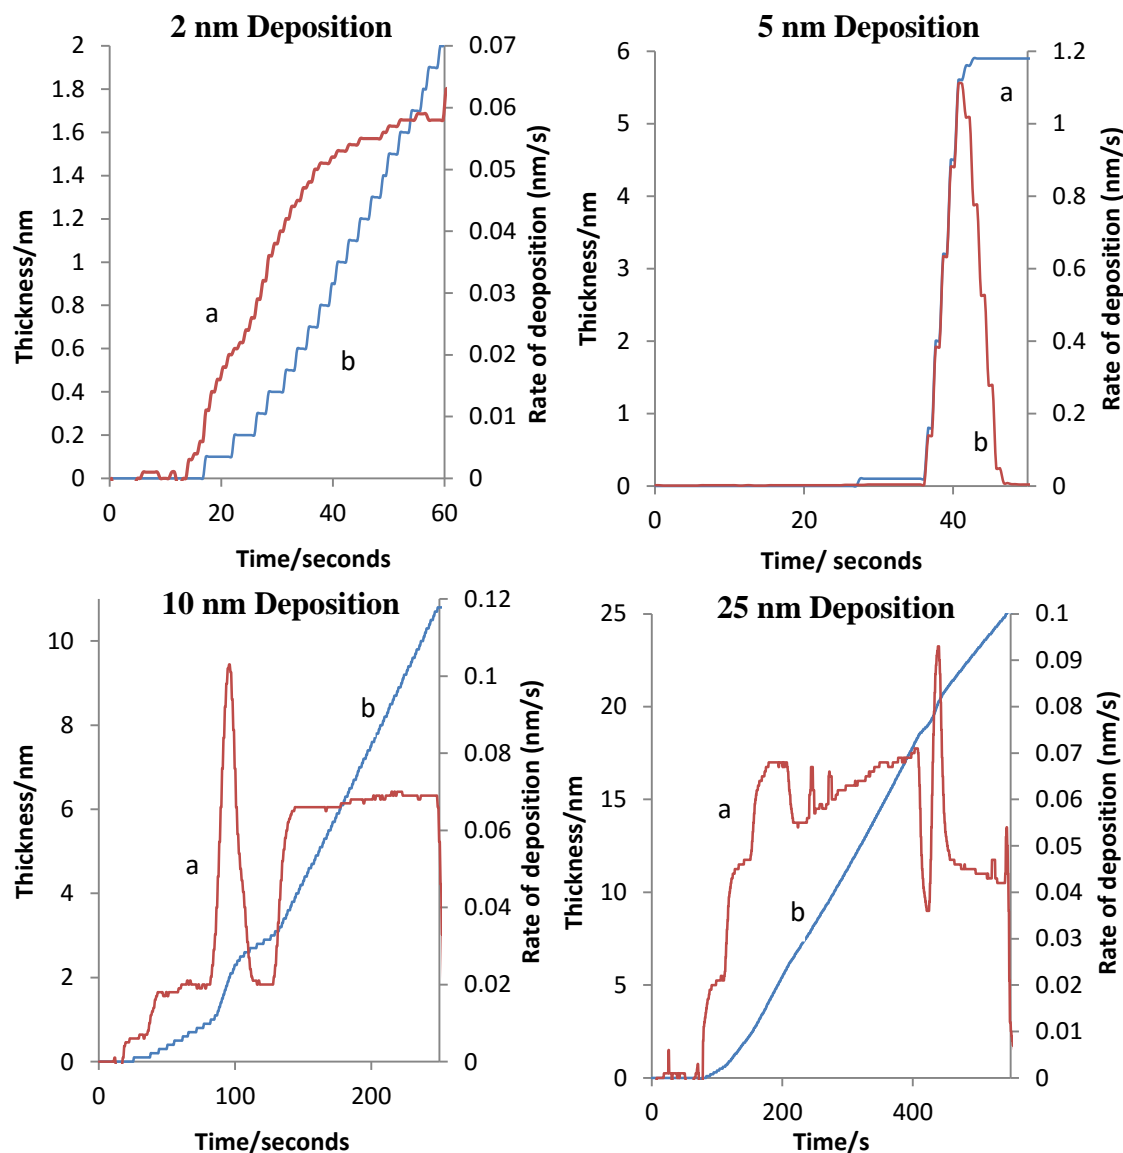 2 nm Deposition
2
1.8
1.6
1.4
1.2
1
0.8
0.6
0.4
0.2
0
Thickness/nm
0.07
0.06
0.05
0.04
0.03
0.02
0.01
0
Rate of deoposition (nm/s)
a
b
0 20 40 60
Time/seconds
5 nm Deposition
6
5
4
3
2
1
0
Thickness/nm
1.2
1
0.8
0.6
0.4
0.2
0
Rate of deposition (nm/s)
a
b
0 20 40
Time/ seconds
10 nm Deposition
10
8
6
4
2
0
Thickness/nm
0.12
0.1
0.08
0.06
0.04
0.02
0
Rate of deposition (nm/s)
a
b
0 100 200
Time/seconds
25 nm Deposition
25
20
15
10
5
0
Thickness/nm
0.1
0.09
0.08
0.07
0.06
0.05
0.04
0.03
0.02
0.01
0
Rate of deposition (nm/s)
a
b
0 200 400
Time/s